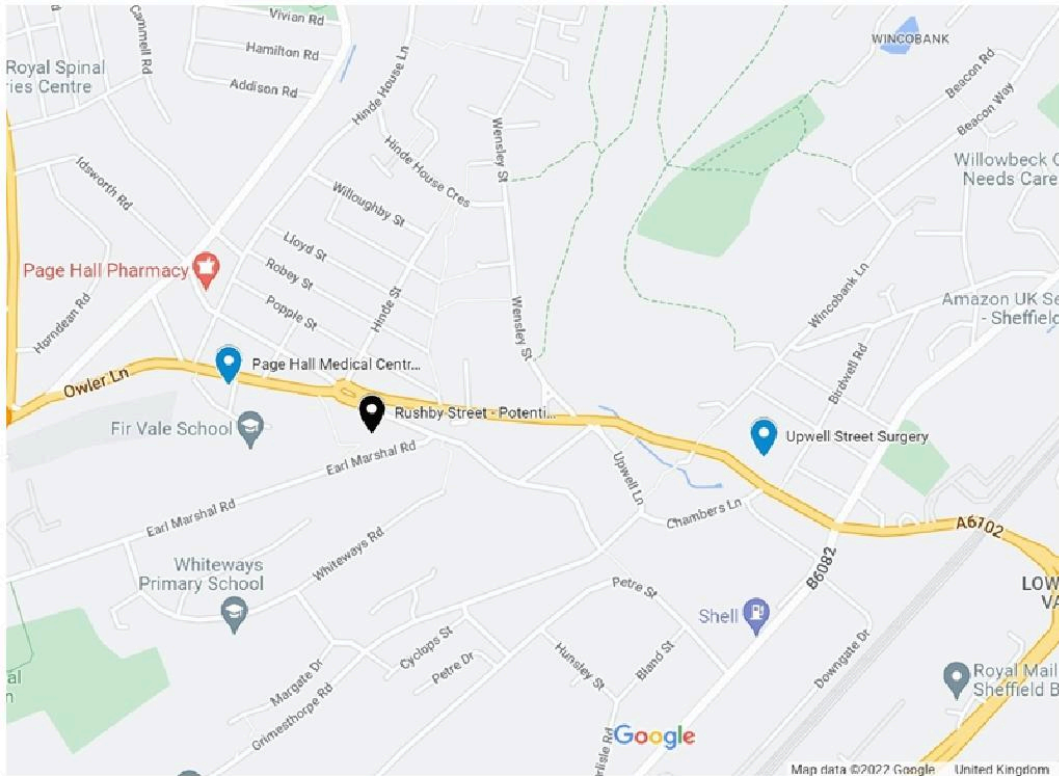 Vivian Rd
Cammell Rd
Hamilton Rd
Addison Rd
Royal Spinal
ries Centre
Hinde House Ln
WINCOBANK
Beacon Rd
Beacon Way
Wensley St
Hinde House Cres
Willowbeck C
Needs Care
Idsworth Rd
Willoughby St
Lloyd St
Robey St
Popple St
Hinde St
Page Hall Pharmacy
Horndean Rd
Wensley St
Wincobank Ln
Amazon UK Se
- Sheffield
Birdwell Rd
Page Hall Medical Centr...
Owler Ln
Rushby Street - Potenti...
Fir Vale School
Earl Marshal Rd
Upwell Street Surgery
Upwell Ln
Chambers Ln
Earl Marshal Rd
A6702
Whiteways Rd
Whiteways
Primary School
B6082
Petre St
LOW
VA
Shell
Cyclops St
Bland St
Downgate Dr
Petre Dr
Hunsley St
Margate Dr
Grimesthorpe Rd
al
n
Royal Mail
Sheffield B
rlisle Rd
Google
Map data ©2022 Google United Kingdom